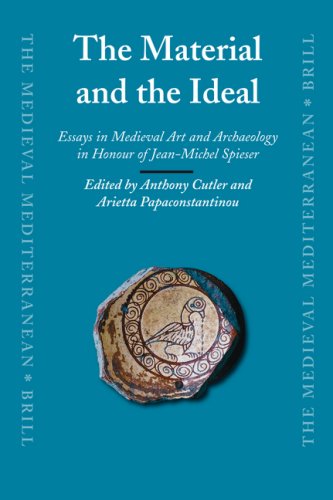 The Material
and the Ideal
Essays in Medieval Art and Archaeology
in Honour of Jean-Michel Spieser
Edited by Anthony Cutler and
Arietta Papaconstantinou
THE MEDIEVAL MEDITERRANEAN * BRILL
THE MEDIEVAL MEDITERRANEAN * BRILL